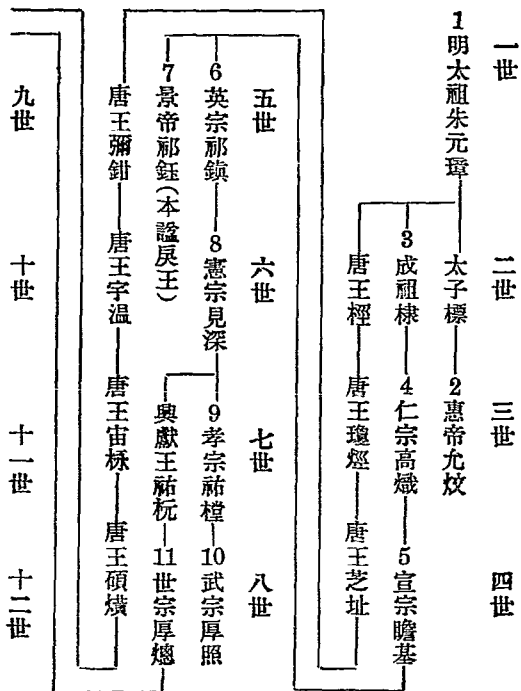 一世　二世　三世　四世
1明太祖朱元璋
太子標　2惠帝允炆
3成祖棣　4仁宗高熾　5宣宗瞻基
唐王桱　唐王瓊烴　唐王芝址
五世　六世　七世　八世
6英宗祁鎭　8憲宗見深　9孝宗祐樘　10武宗厚照
7景帝祁鈺（本諡戾王）　興獻王祐杬　11世宗厚熜
唐王彌鉗　唐王宇温　唐王宙栐　唐王碩熿
九世　十世　十一世　十二世